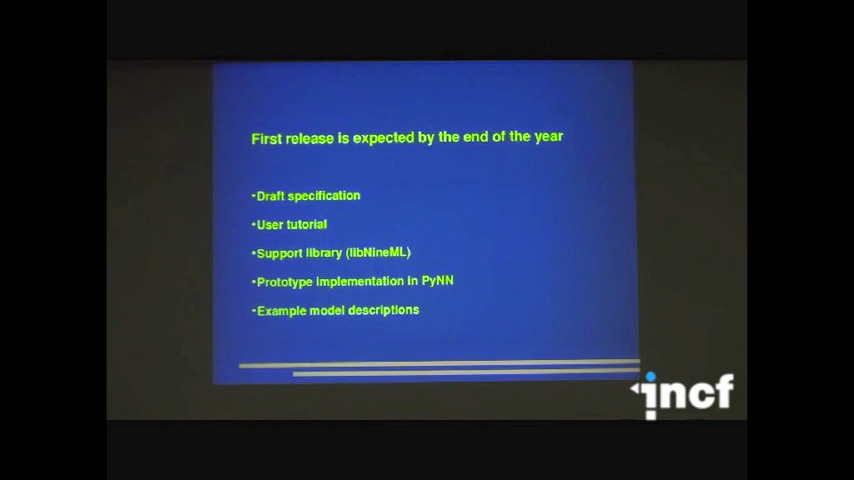 First release is expected by the end of the year
-Draft specification
-User tutorial
-Support library (libNineML)
-Prototype implementation in PyNN
-Example model descriptions
incf